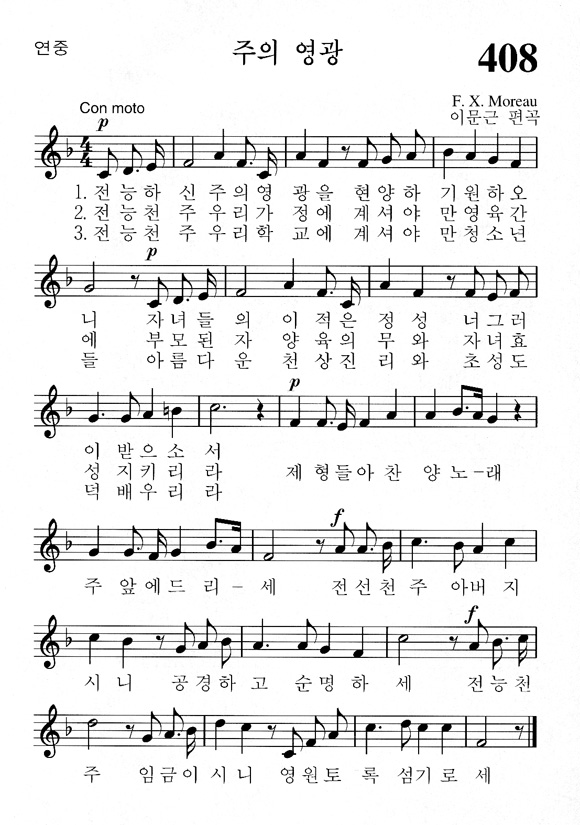 연중
주의 영광
408
F. X. Moreau
이문근 편곡
Con moto
p
1. 전능하 신 주의영 광을 현양하 기원하오
2. 전능천 주우리가 정에 계셔야 만영육간
3. 전능천 주우리학 교에 계셔야 만청소년
p
니 자녀들 의 이적은 정성 너그러
에 부모된 자 양육의 무와 자녀효
들 아름다 운 천상진 리와 초성도
p
이 받으소 서
성 지키리 라 제 형들아 찬 양노-래
덕 배우리 라
f
주 앞에드 리- 세 전선천 주 아버 지
f
시니 공경하 고 순명하 세 전능천
주 임금이 시니 영원토 록 섬기로 세